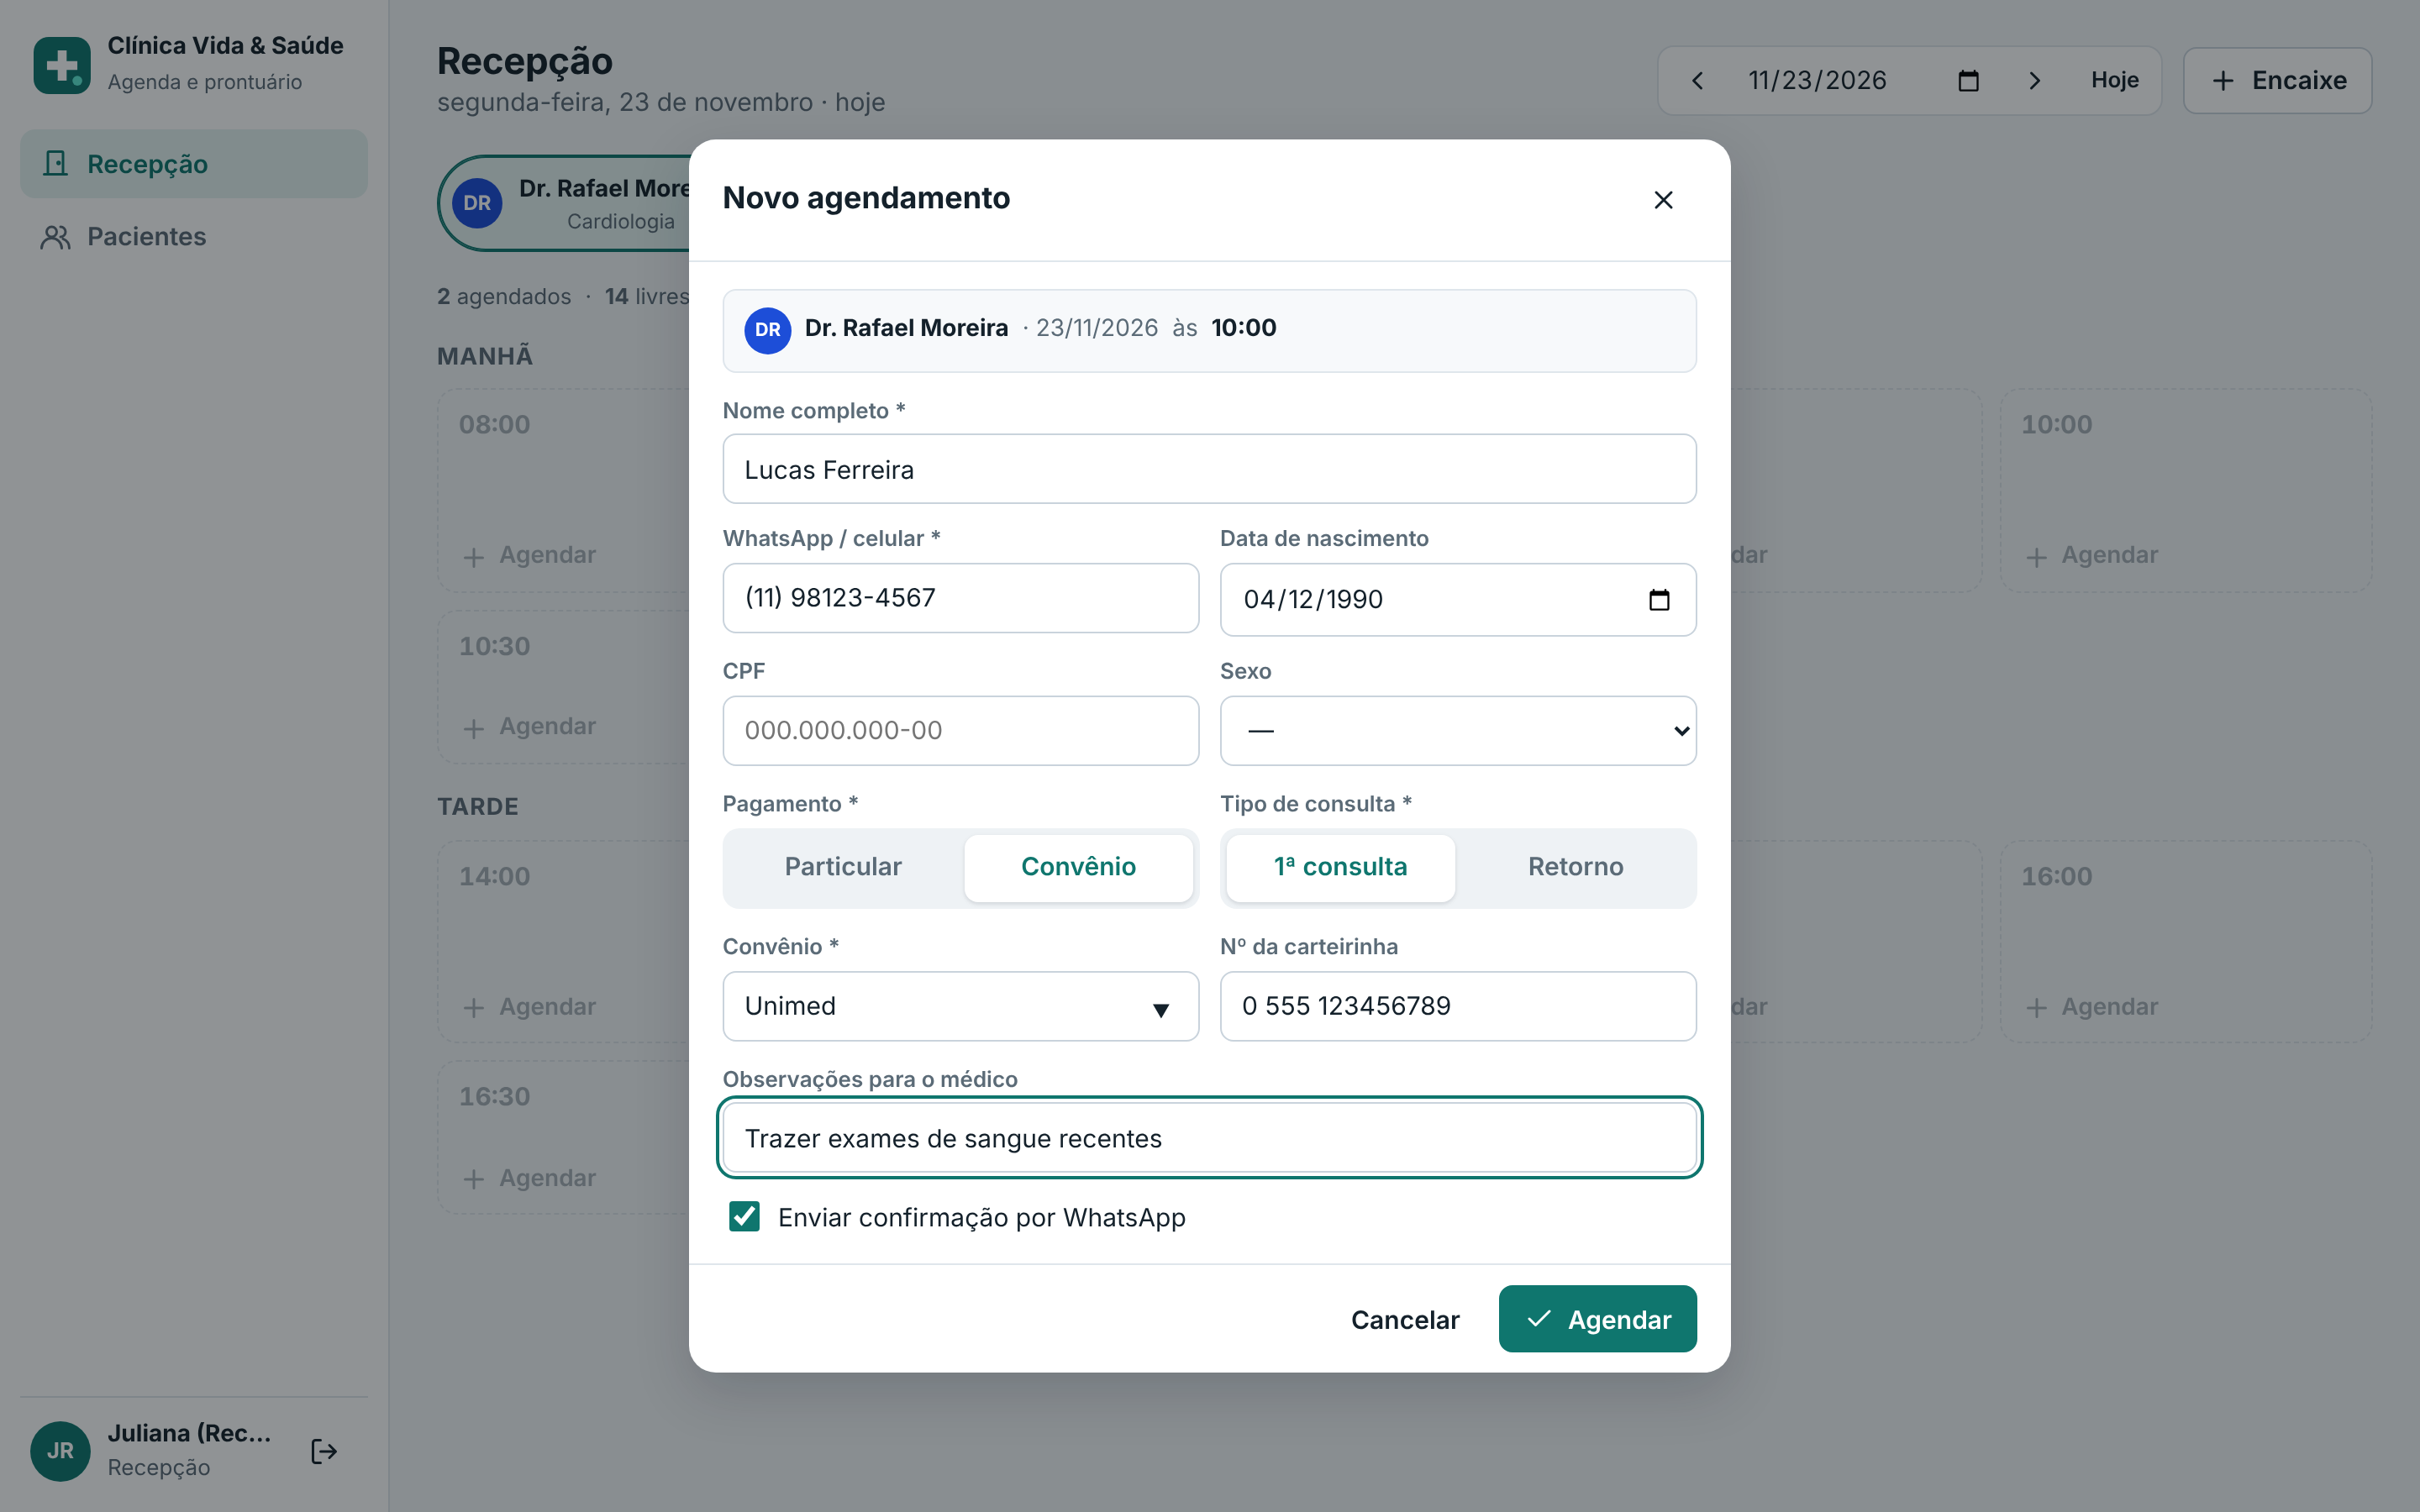 Clínica Vida & Saúde
Agenda e prontuário
Recepção
Pacientes
Recepção
segunda-feira, 23 de novembro · hoje
11/23/2026
Hoje
+ Encaixe
DR
Dr. Rafael More
Cardiologia
2 agendados · 14 livres
MANHÃ
08:00
+ Agendar
dar
10:00
+ Agendar
10:30
+ Agendar
TARDE
14:00
+ Agendar
dar
16:00
+ Agendar
16:30
+ Agendar
Novo agendamento
DR
Dr. Rafael Moreira · 23/11/2026 às 10:00
Nome completo *
Lucas Ferreira
WhatsApp / celular *
(11) 98123-4567
Data de nascimento
04/12/1990
CPF
000.000.000-00
Sexo
—
Pagamento *
Particular
Convênio
Tipo de consulta *
1ª consulta
Retorno
Convênio *
Unimed
Nº da carteirinha
0 555 123456789
Observações para o médico
Trazer exames de sangue recentes
Enviar confirmação por WhatsApp
Cancelar
Agendar
JR
Juliana (Rec...
Recepção